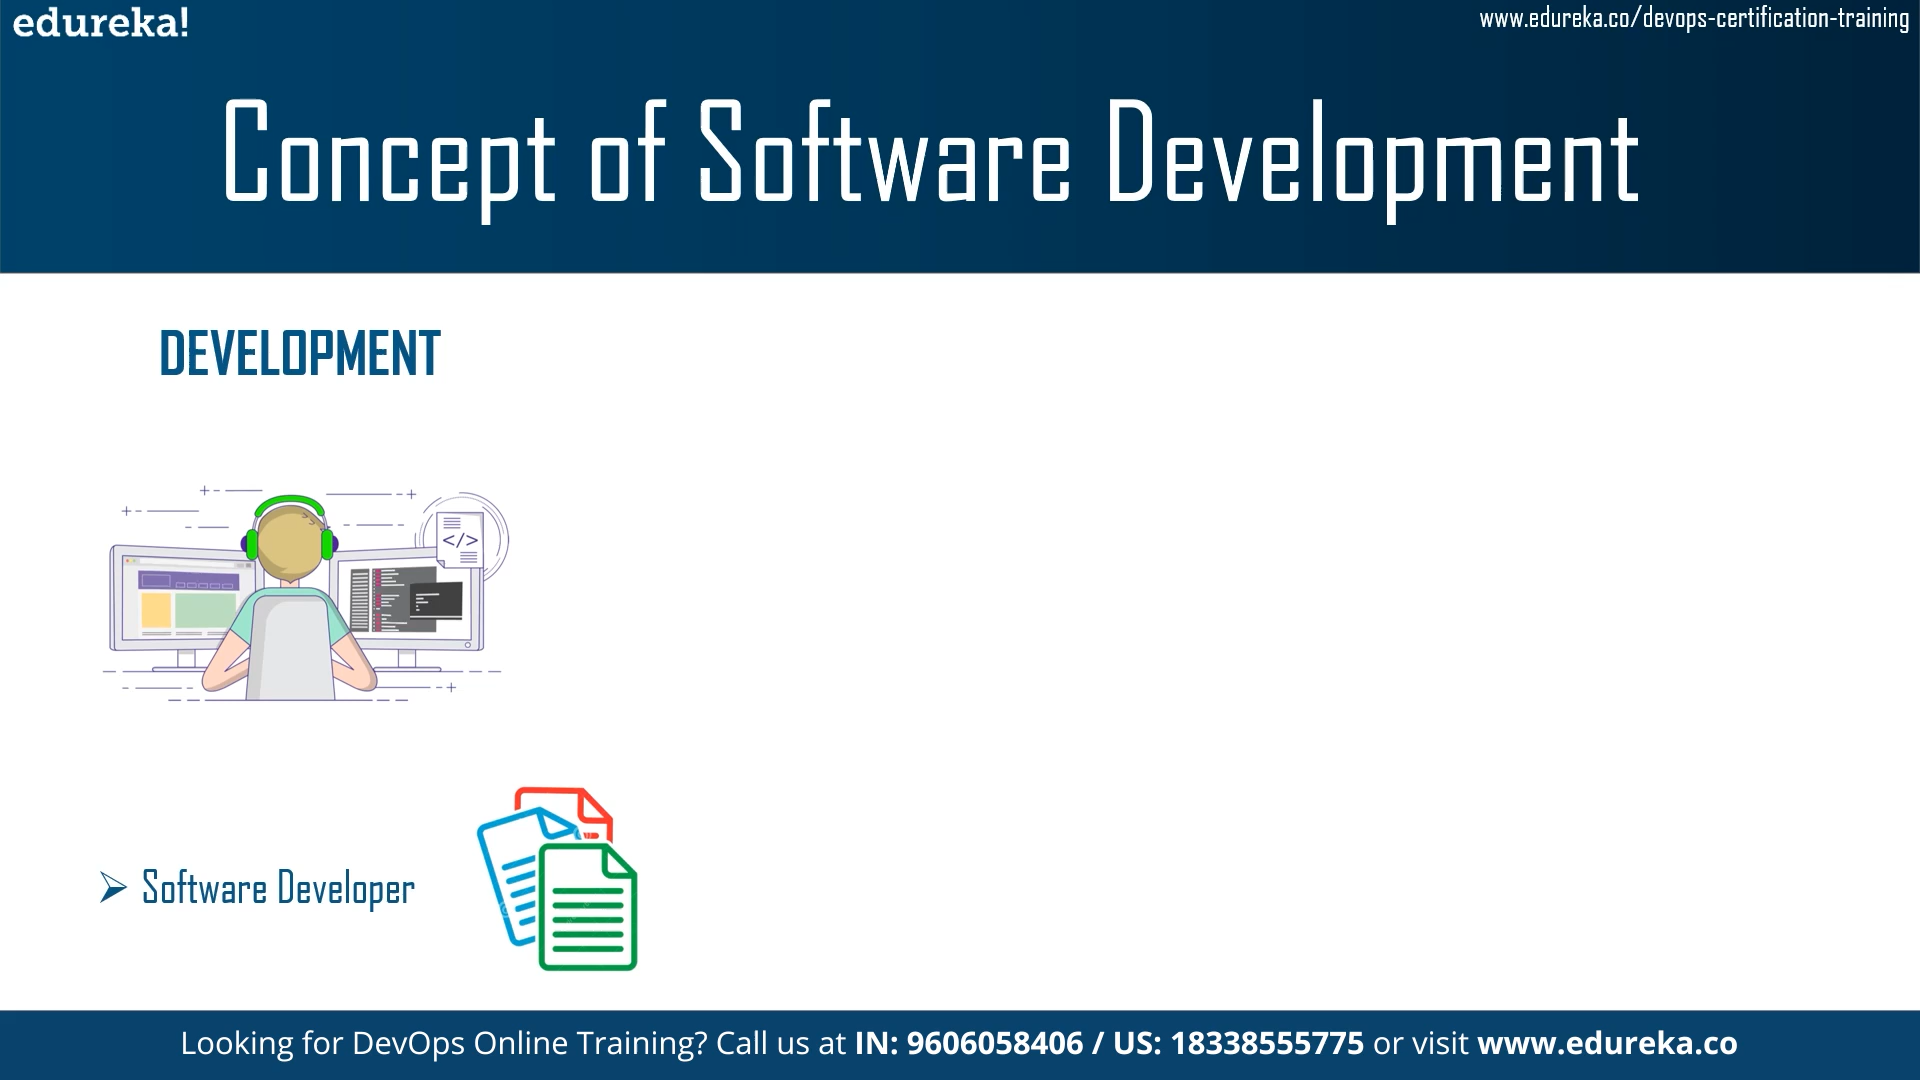 edureka!
www.edureka.co/devops-certification-training
Concept of Software Development
DEVELOPMENT
</>
Software Developer
Looking for DevOps Online Training? Call us at IN: 9606058406 / US: 18338555775 or visit www.edureka.co